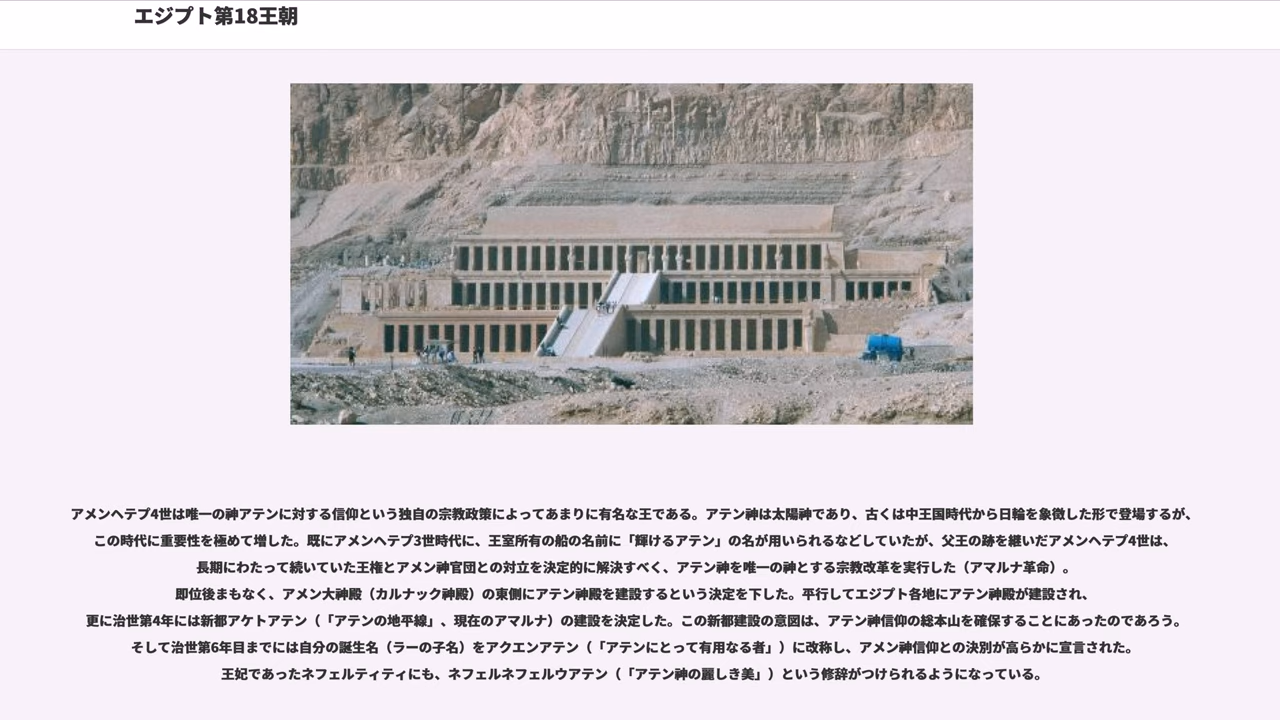 エジプト第18王朝
アメンヘテプ4世は唯一の神アテンに対する信仰という独自の宗教政策によってあまりに有名な王である。アテン神は太陽神であり、古くは中王国時代から日輪を象徴した形で登場するが、
この時代に重要性を極めて増した。既にアメンヘテプ3世時代に、王室所有の船の名前に「輝けるアテン」の名が用いられるなどしていたが、父王の跡を継いだアメンヘテプ4世は、
長期にわたって続いていた王権とアメン神官団との対立を決定的に解決すべく、アテン神を唯一の神とする宗教改革を実行した（アマルナ革命）。
即位後まもなく、アメン大神殿（カルナック神殿）の東側にアテン神殿を建設するという決定を下した。平行してエジプト各地にアテン神殿が建設され、
更に治世第4年には新都アケトアテン（「アテンの地平線」、現在のアマルナ）の建設を決定した。この新都建設の意図は、アテン神信仰の総本山を確保することにあったのであろう。
そして治世第6年目までには自分の誕生名（ラーの子名）をアクエンアテン（「アテンにとって有用なる者」）に改称し、アメン神信仰との決別が高らかに宣言された。
王妃であったネフェルティティにも、ネフェルネフェルウアテン（「アテン神の麗しき美」）という修辞がつけられるようになっている。